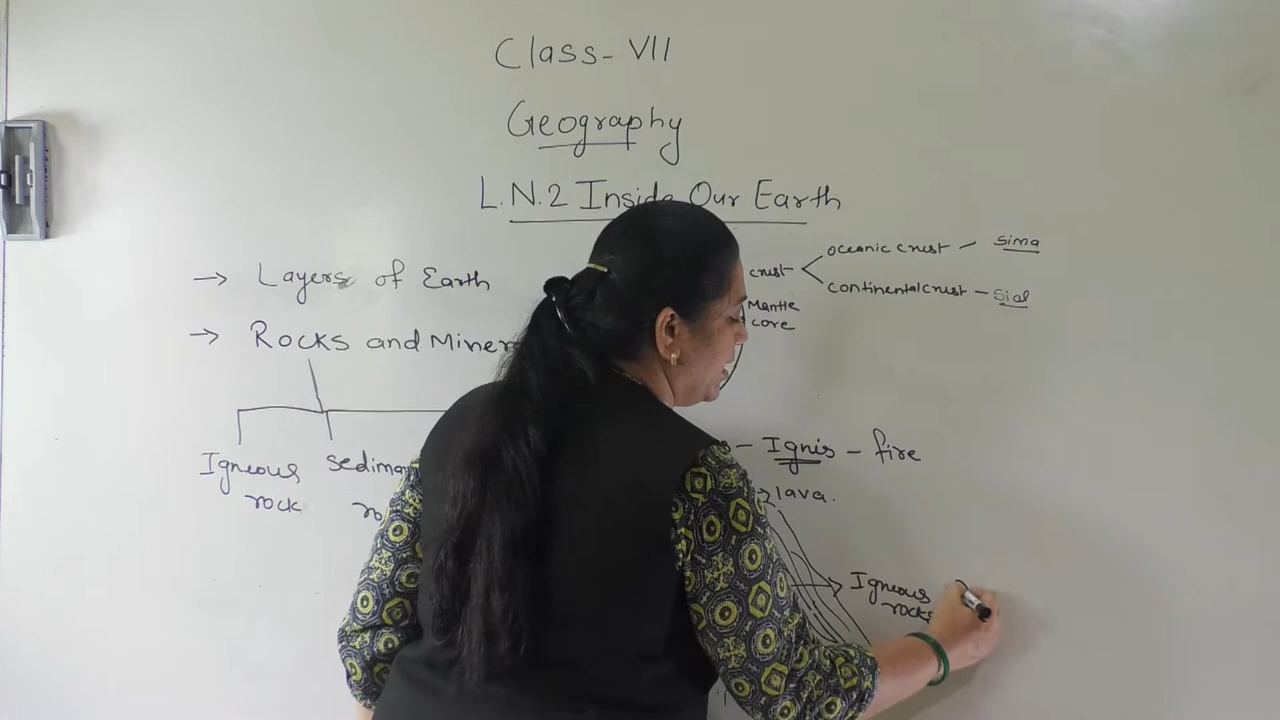 Class-VII
Geography
L.N.2 Inside Our Earth
→ Layers of Earth
crust
oceanic crust - sima
continental crust - sial
Mantle
core
→ Rocks and
Igneous
rock
- Ignis - fire
→ lava.
Igneous
rocks